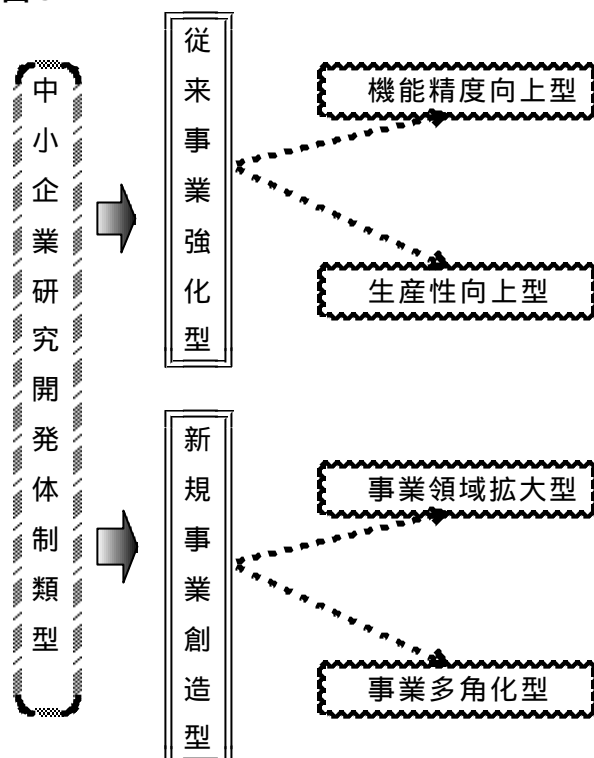 中小企業研究開発体制類型
従来事業強化型
機能精度向上型
生産性向上型
新規事業創造型
事業領域拡大型
事業多角化型